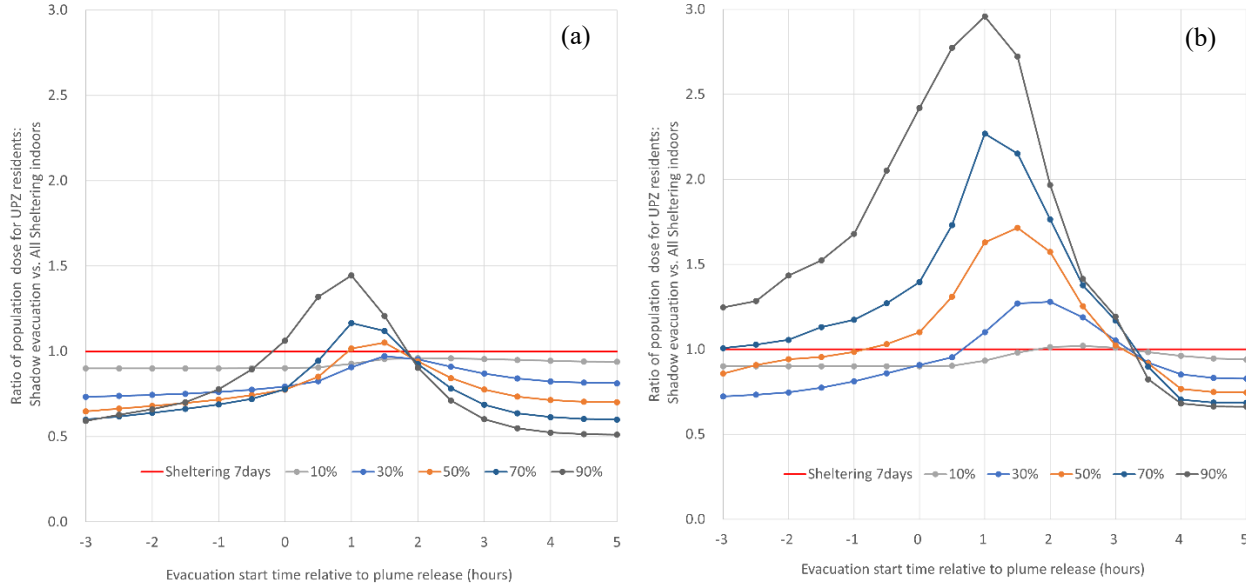 (a)
Ratio of population dose for UPZ residents:
Shadow evacuation vs. All Sheltering indoors
3.0
2.5
2.0
1.5
1.0
0.5
0.0
Sheltering 7days 10% 30% 50% 70% 90%
-3 -2 -1 0 1 2 3 4 5
Evacuation start time relative to plume release (hours)
(b)
Ratio of population dose for UPZ residents:
Shadow evacuation vs. All Sheltering indoors
3.0
2.5
2.0
1.5
1.0
0.5
0.0
Sheltering 7days 10% 30% 50% 70% 90%
-3 -2 -1 0 1 2 3 4 5
Evacuation start time relative to plume release (hours)